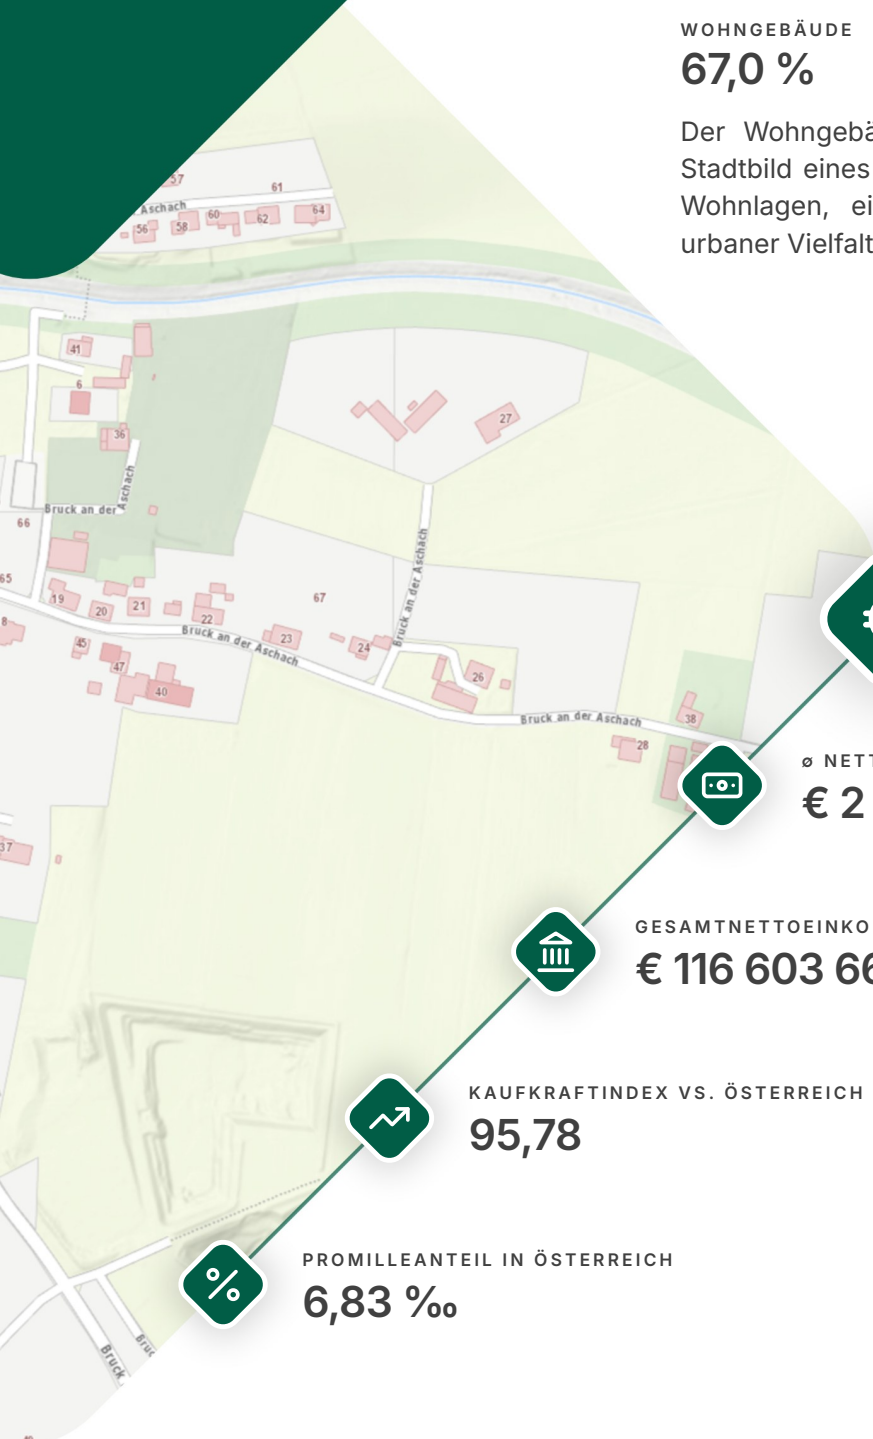 WOHNGEBÄUDE
67,0 %
Der Wohngebä
Stadtbild eines
Wohnlagen, ei
urbaner Vielfalt
57
61
Aschach
56
58
60
62
64
41
6
36
27
Aschach
Bruck an der
66
65
19
20
21
22
67
Bruck an der Aschach
8
45
47
40
Bruck an der Aschach
23
24
26
Bruck an der Aschach
38
28
ø NETT
€ 2
37
GESAMTNETTOEINKO
€ 116 603 66
KAUFKRAFTINDEX VS. ÖSTERREICH
95,78
PROMILLEANTEIL IN ÖSTERREICH
6,83 ‰
Bruck
Bruc